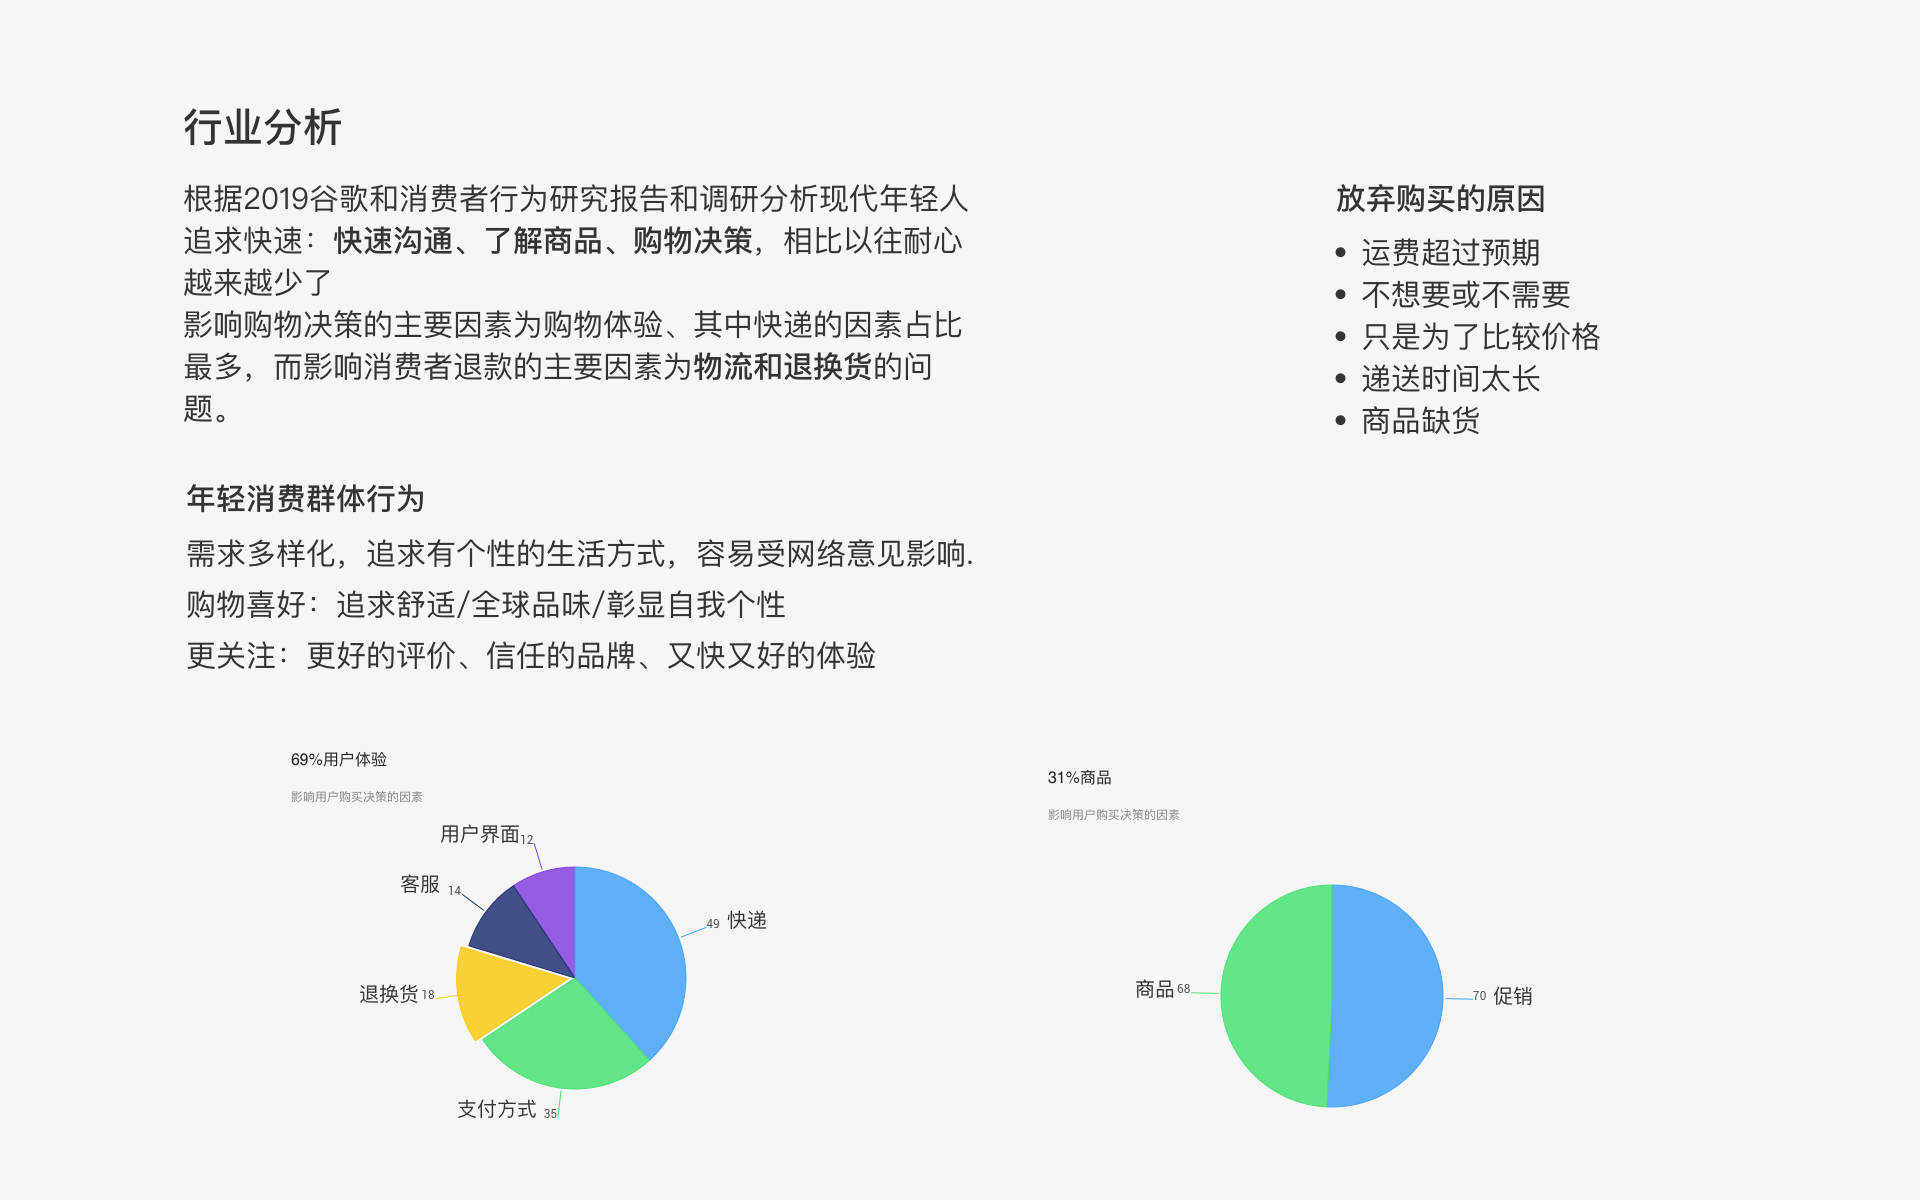 行业分析
根据2019谷歌和消费者行为研究报告和调研分析现代年轻人
追求快速：快速沟通、了解商品、购物决策，相比以往耐心
越来越少了
影响购物决策的主要因素为购物体验、其中快递的因素占比
最多，而影响消费者退款的主要因素为物流和退换货的问
题。
放弃购买的原因
• 运费超过预期
• 不想要或不需要
• 只是为了比较价格
• 递送时间太长
• 商品缺货
年轻消费群体行为
需求多样化，追求有个性的生活方式，容易受网络意见影响.
购物喜好：追求舒适/全球品味/彰显自我个性
更关注：更好的评价、信任的品牌、又快又好的体验
69%用户体验
影响用户购买决策的因素
用户界面12
客服 14
49 快递
退换货 18
支付方式 35
31%商品
影响用户购买决策的因素
商品 68
70 促销